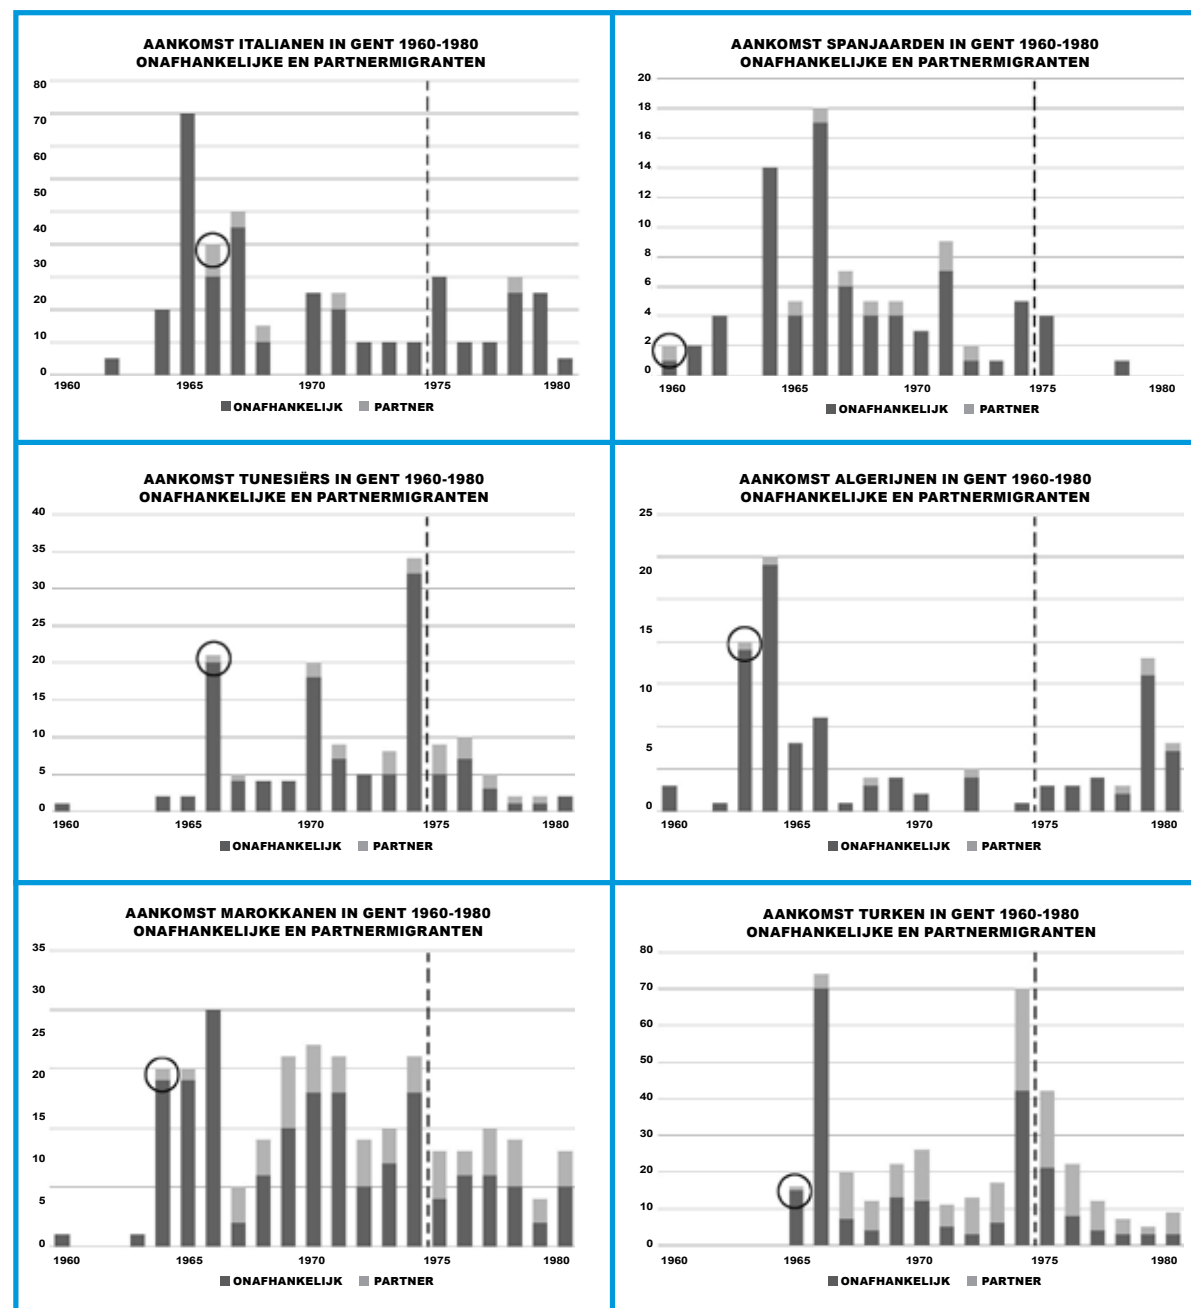 AANKOMST ITALIANEN IN GENT 1960-1980
ONAFHANKELIJKE EN PARTNERMIGRANTEN
80
70
60
50
40
30
20
10
0
1960 1965 1970 1975 1980
ONAFHANKELIJK PARTNER
AANKOMST SPANJAARDEN IN GENT 1960-1980
ONAFHANKELIJKE EN PARTNERMIGRANTEN
20
18
16
14
12
10
8
6
4
2
0
1960 1965 1970 1975 1980
ONAFHANKELIJK PARTNER
AANKOMST TUNESIËRS IN GENT 1960-1980
ONAFHANKELIJKE EN PARTNERMIGRANTEN
40
35
30
25
20
15
10
5
0
1960 1965 1970 1975 1980
ONAFHANKELIJK PARTNER
AANKOMST ALGERIJNEN IN GENT 1960-1980
ONAFHANKELIJKE EN PARTNERMIGRANTEN
25
20
15
10
5
0
1960 1965 1970 1975 1980
ONAFHANKELIJK PARTNER
AANKOMST MAROKKANEN IN GENT 1960-1980
ONAFHANKELIJKE EN PARTNERMIGRANTEN
35
30
25
20
15
10
5
0
1960 1965 1970 1975 1980
ONAFHANKELIJK PARTNER
AANKOMST TURKEN IN GENT 1960-1980
ONAFHANKELIJKE EN PARTNERMIGRANTEN
80
70
60
50
40
30
20
10
0
1960 1965 1970 1975 1980
ONAFHANKELIJK PARTNER